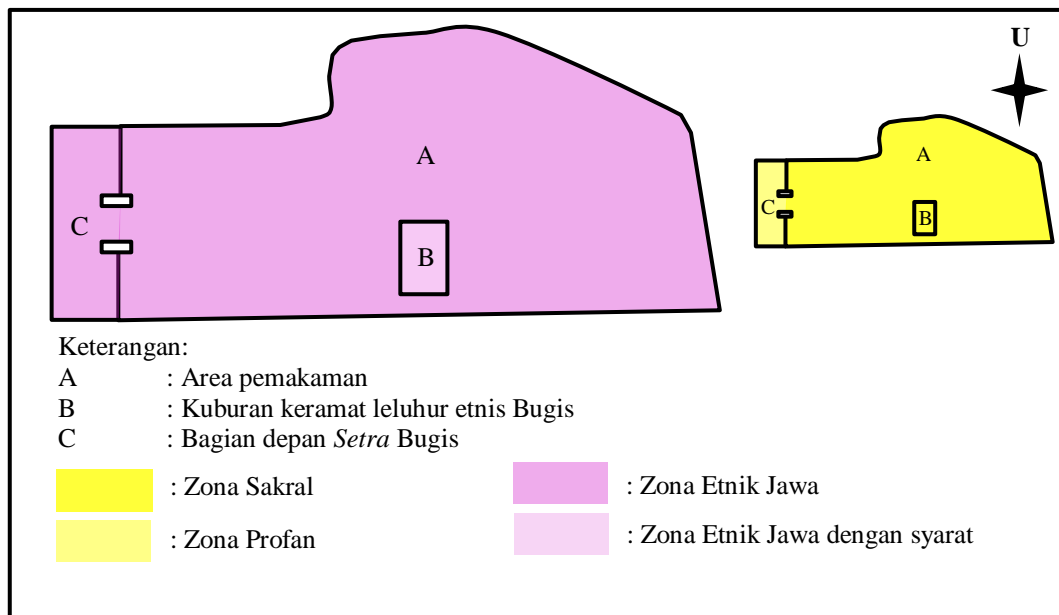 U
A
B
C
A
B
C
Keterangan:
A : Area pemakaman
B : Kuburan keramat leluhur etnis Bugis
C : Bagian depan Setra Bugis
: Zona Sakral
: Zona Etnik Jawa
: Zona Profan
: Zona Etnik Jawa dengan syarat